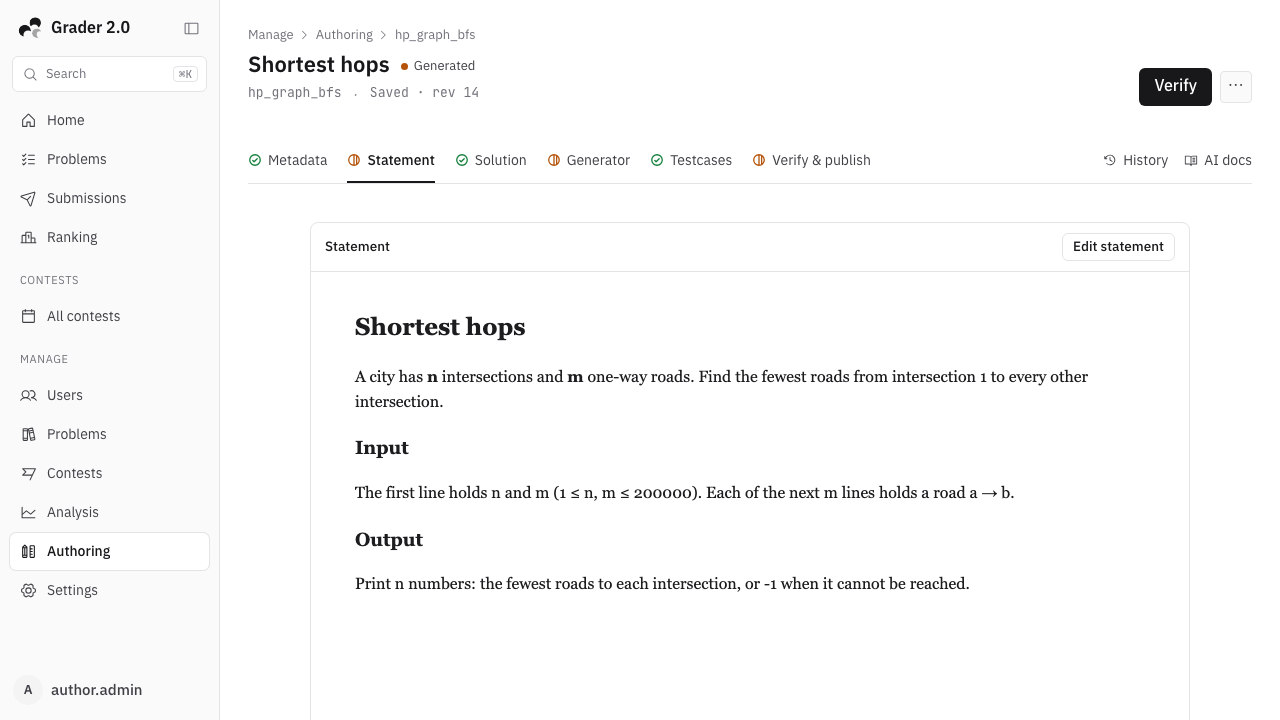 Grader 2.0
Search
⌘K
Home
Problems
Submissions
Ranking
CONTESTS
All contests
MANAGE
Users
Problems
Contests
Analysis
Authoring
Settings
A
author.admin
Manage > Authoring > hp_graph_bfs
Shortest hops
Generated
hp_graph_bfs . Saved · rev 14
Verify
···
Metadata
Statement
Solution
Generator
Testcases
Verify & publish
History
AI docs
Statement
Edit statement
Shortest hops
A city has n intersections and m one-way roads. Find the fewest roads from intersection 1 to every other
intersection.
Input
The first line holds n and m (1 ≤ n, m ≤ 200000). Each of the next m lines holds a road a → b.
Output
Print n numbers: the fewest roads to each intersection, or -1 when it cannot be reached.